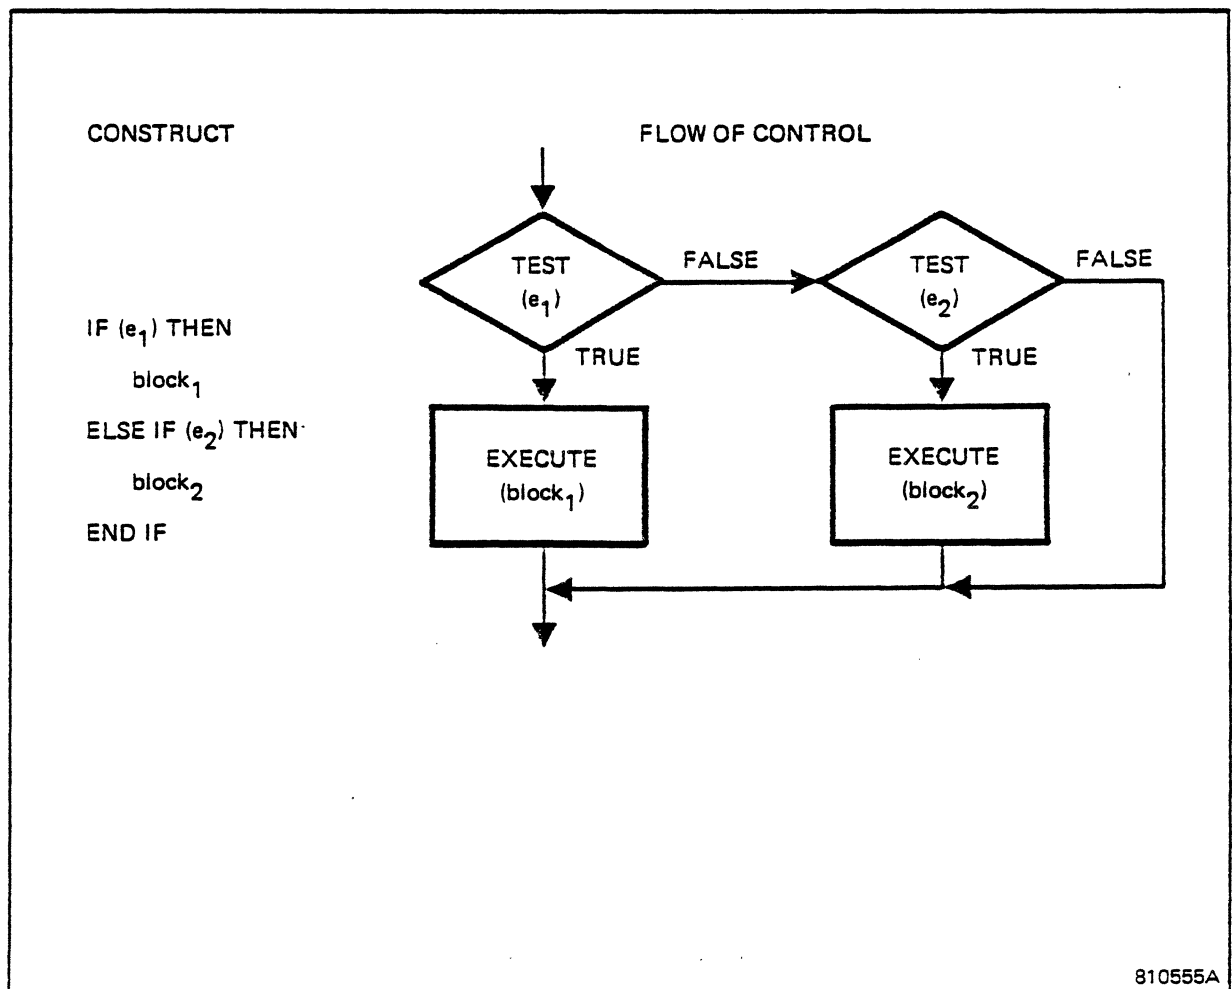 CONSTRUCT
FLOW OF CONTROL
IF (e₁) THEN
block₁
ELSE IF (e₂) THEN
block₂
END IF
TEST
(e₁)
FALSE
TEST
(e₂)
FALSE
TRUE
TRUE
EXECUTE
(block₁)
EXECUTE
(block₂)
810555A